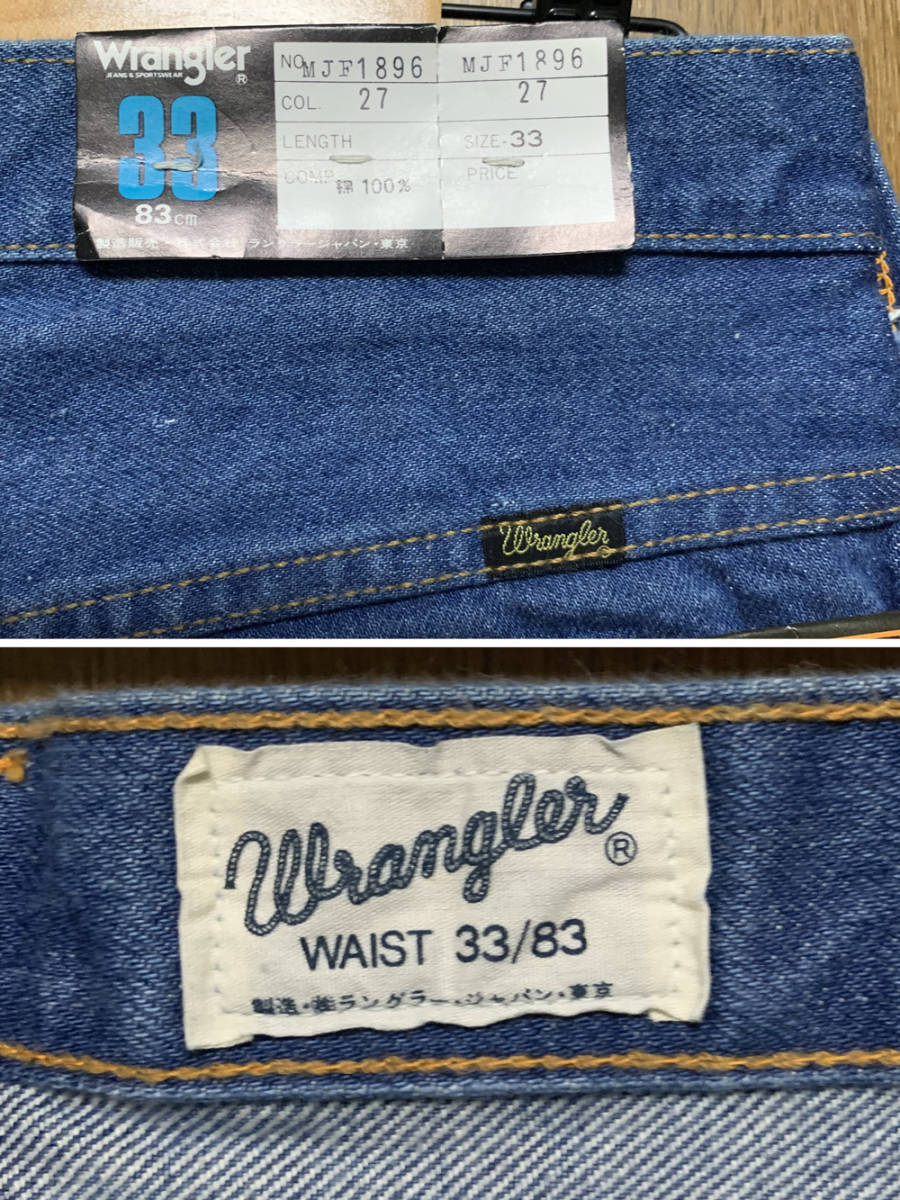 Wrangler
JEANS & SPORTSWEAR ®
33
83cm
製造販売・株式会社 ラングラージャパン・東京
NO. MJF1896 MJF1896
COL. 27 27
LENGTH SIZE・33
COMP. 綿 100% PRICE
Wrangler®
Wrangler®
WAIST 33/83
製造・㈱ラングラー・ジャパン・東京